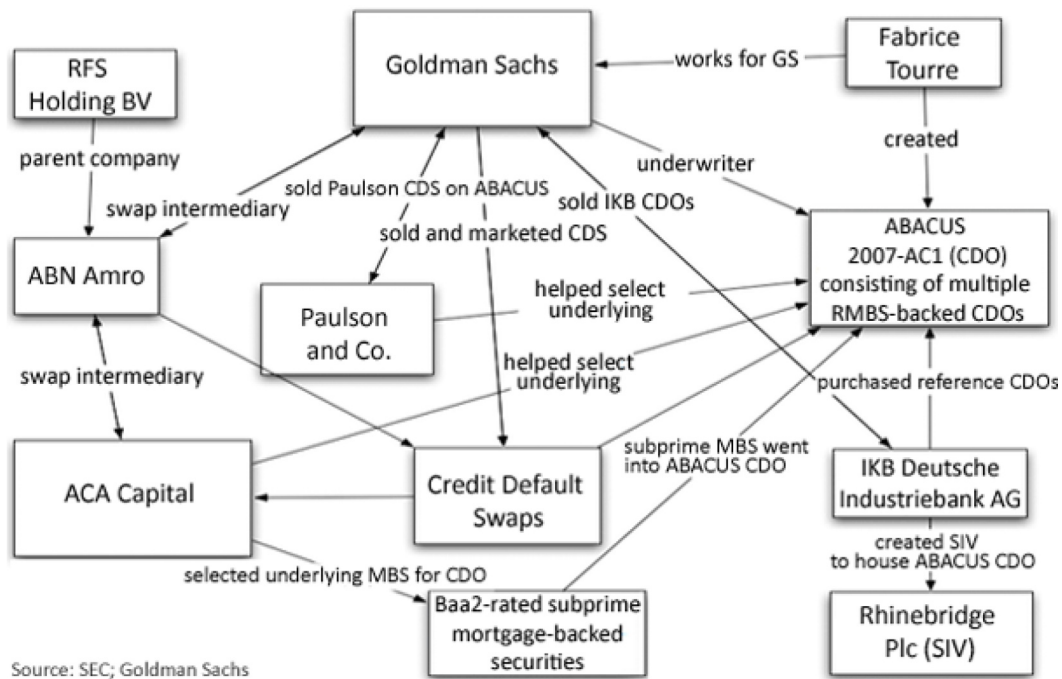 RFS
Holding BV
Goldman Sachs
works for GS
Fabrice
Tourre
parent company
created
underwriter
sold Paulson CDS on ABACUS
swap intermediary
sold IKB CDOs
sold and marketed CDS
ABN Amro
ABACUS
2007-AC1 (CDO)
consisting of multiple
RMBS-backed CDOs
Paulson
and Co.
helped select
underlying
helped select
underlying
swap intermediary
purchased reference CDOs
subprime MBS went
into ABACUS CDO
ACA Capital
Credit Default
Swaps
IKB Deutsche
Industriebank AG
created SIV
to house ABACUS CDO
selected underlying MBS for CDO
Baa2-rated subprime
mortgage-backed
securities
Rhinebridge
Plc (SIV)
Source: SEC; Goldman Sachs